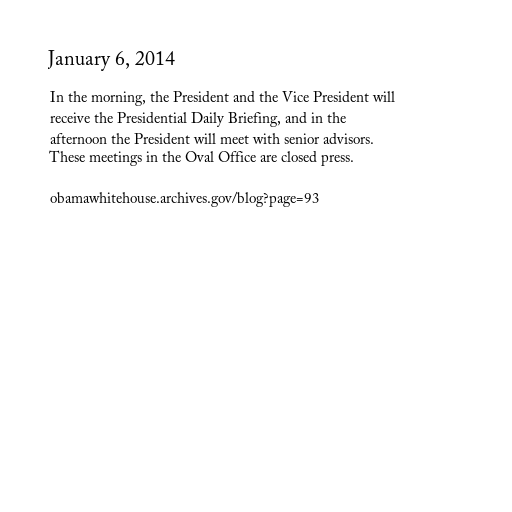 January 6, 2014
In the morning, the President and the Vice President will
receive the Presidential Daily Briefing, and in the
afternoon the President will meet with senior advisors.
These meetings in the Oval Office are closed press.
obamawhitehouse.archives.gov/blog?page=93